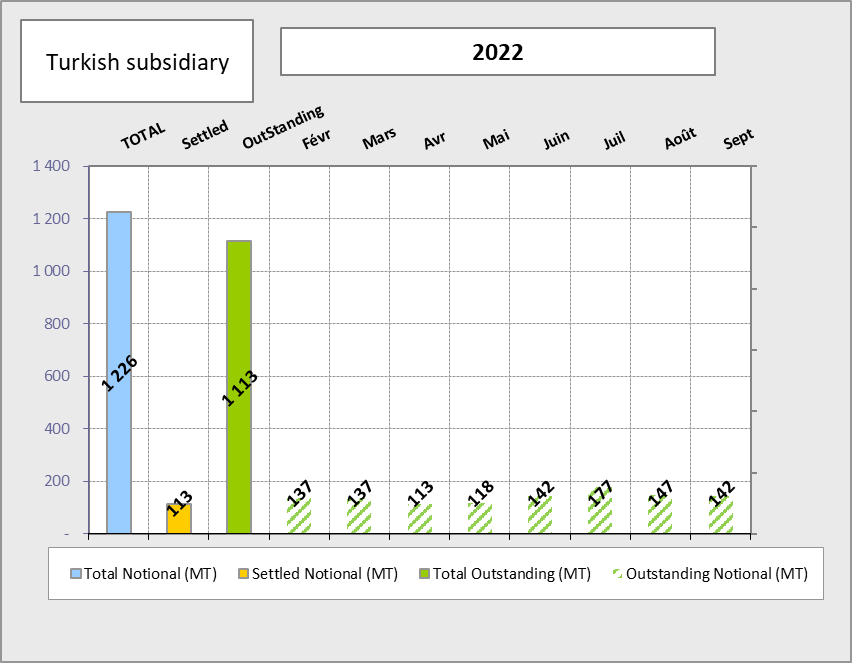 Turkish subsidiary
2022
TOTAL Settled OutStanding Févr Mars Avr Mai Juin Juil Août Sept
1 400
1 200
1 000
800
600
400
200
-
1 226 113 1 113 137 137 113 118 142 177 147 142
Total Notional (MT) Settled Notional (MT) Total Outstanding (MT) Outstanding Notional (MT)